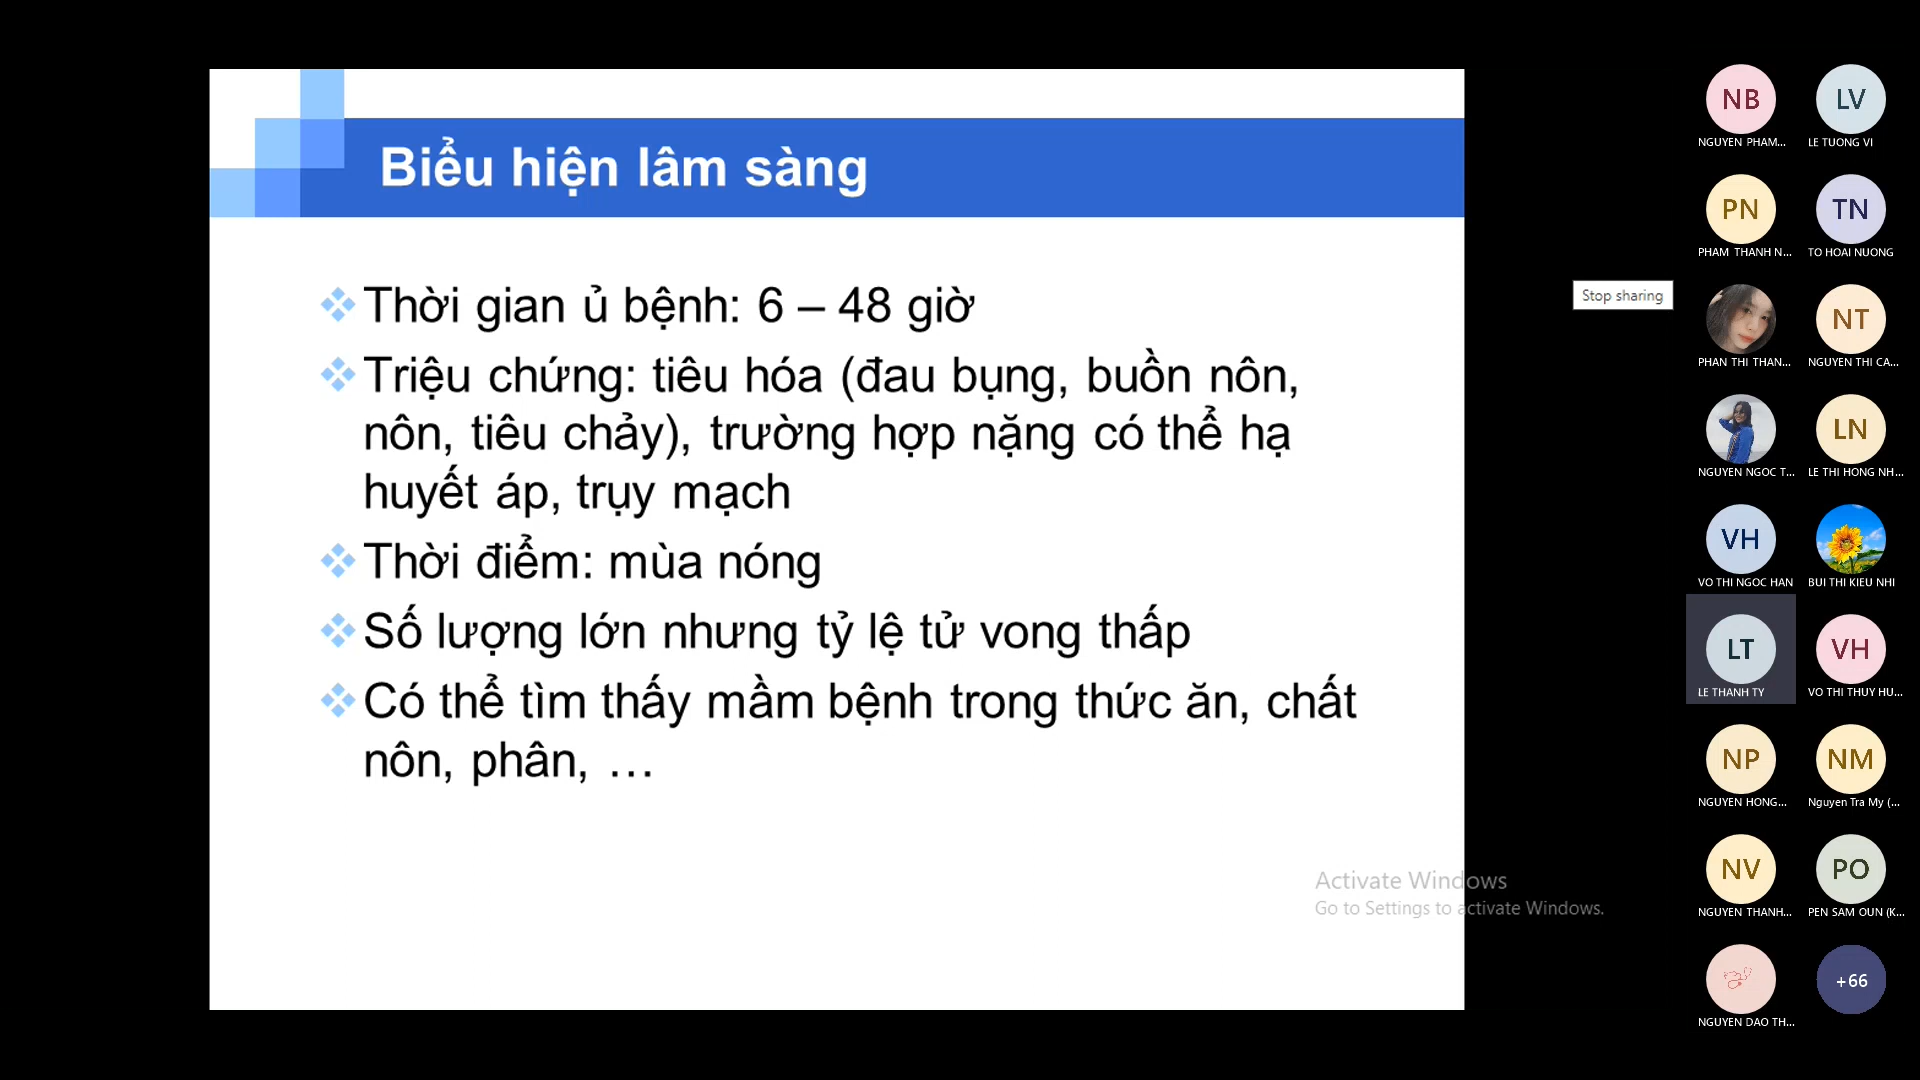 Biểu hiện lâm sàng
Thời gian ủ bệnh: 6 – 48 giờ
Triệu chứng: tiêu hóa (đau bụng, buồn nôn,
nôn, tiêu chảy), trường hợp nặng có thể hạ
huyết áp, trụy mạch
Thời điểm: mùa nóng
Số lượng lớn nhưng tỷ lệ tử vong thấp
Có thể tìm thấy mầm bệnh trong thức ăn, chất
nôn, phân, …
Activate Windows
Go to Settings to activate Windows.
Stop sharing
NB LV
NGUYEN PHAM... LE TUONG VI
PN TN
PHAM THANH N... TO HOAI NUONG
NT
PHAN THI THAN... NGUYEN THI CA...
LN
NGUYEN NGOC T... LE THI HONG NH...
VH
VO THI NGOC HAN BUI THI KIEU NHI
LT VH
LE THANH TY VO THI THUY HU...
NP NM
NGUYEN HONG... Nguyen Tra My (...
NV PO
NGUYEN THANH... PEN SAM OUN (K...
+66
NGUYEN DAO TH...